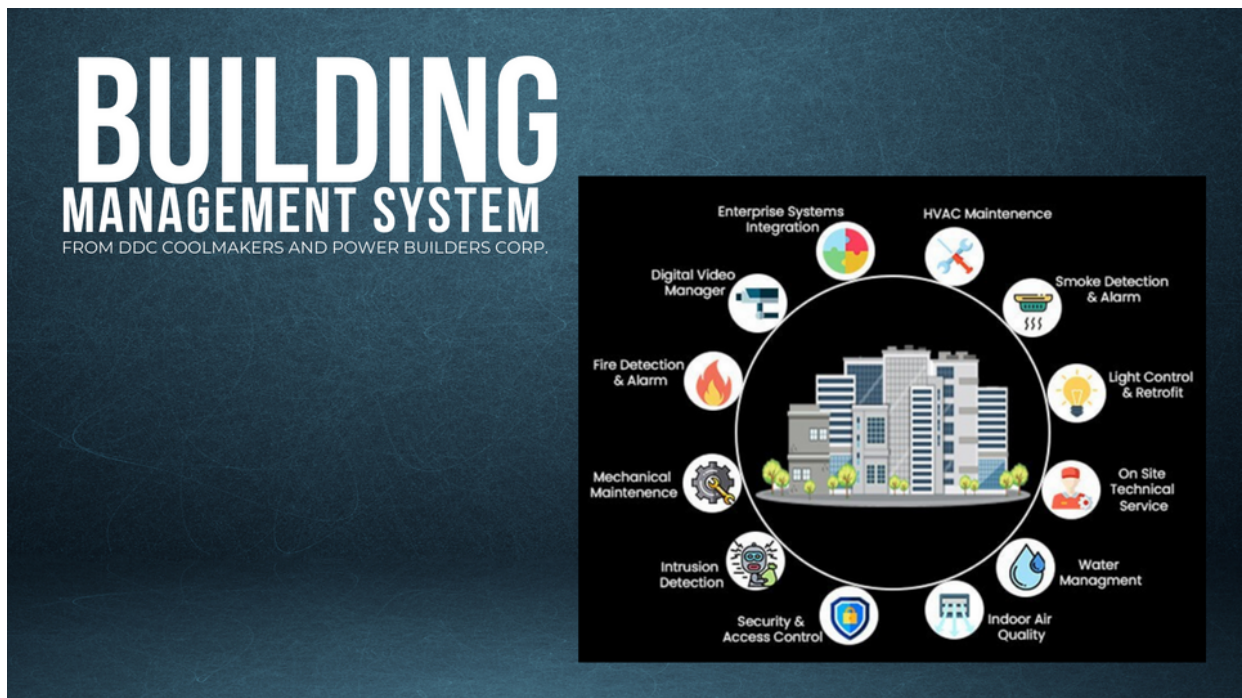 BUILDING
MANAGEMENT SYSTEM
FROM DDC COOLMAKERS AND POWER BUILDERS CORP.
Enterprise Systems
Integration
HVAC Maintenence
Smoke Detection
& Alarm
Light Control
& Retrofit
On Site
Technical
Service
Water
Managment
Indoor Air
Quality
Security &
Access Control
Intrusion
Detection
Mechanical
Maintenence
Fire Detection
& Alarm
Digital Video
Manager